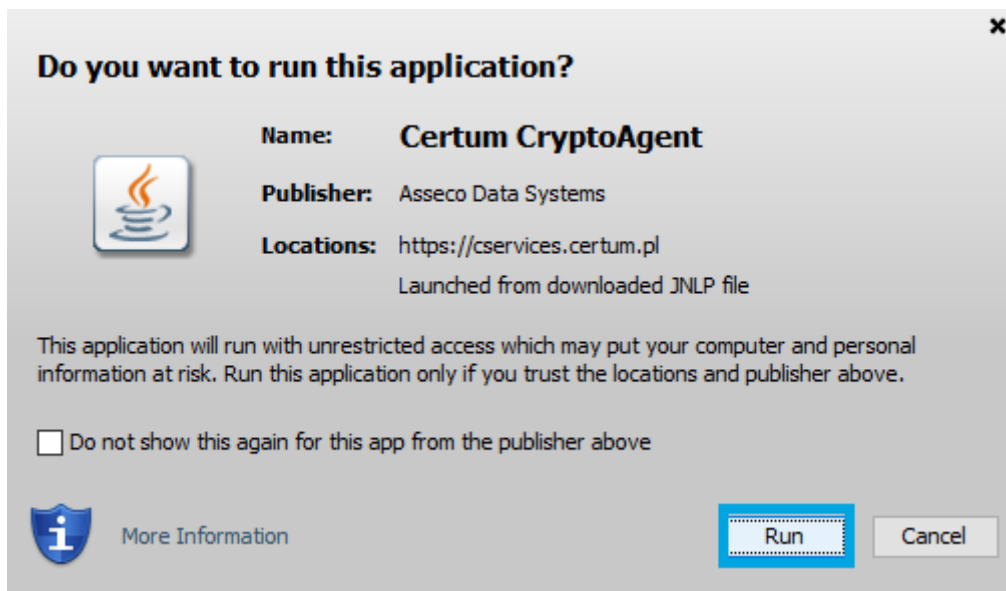 Do you want to run this application?
Name: Certum CryptoAgent
Publisher: Asseco Data Systems
Locations: https://cservices.certum.pl
Launched from downloaded JNLP file
This application will run with unrestricted access which may put your computer and personal
information at risk. Run this application only if you trust the locations and publisher above.
Do not show this again for this app from the publisher above
More Information
Run
Cancel